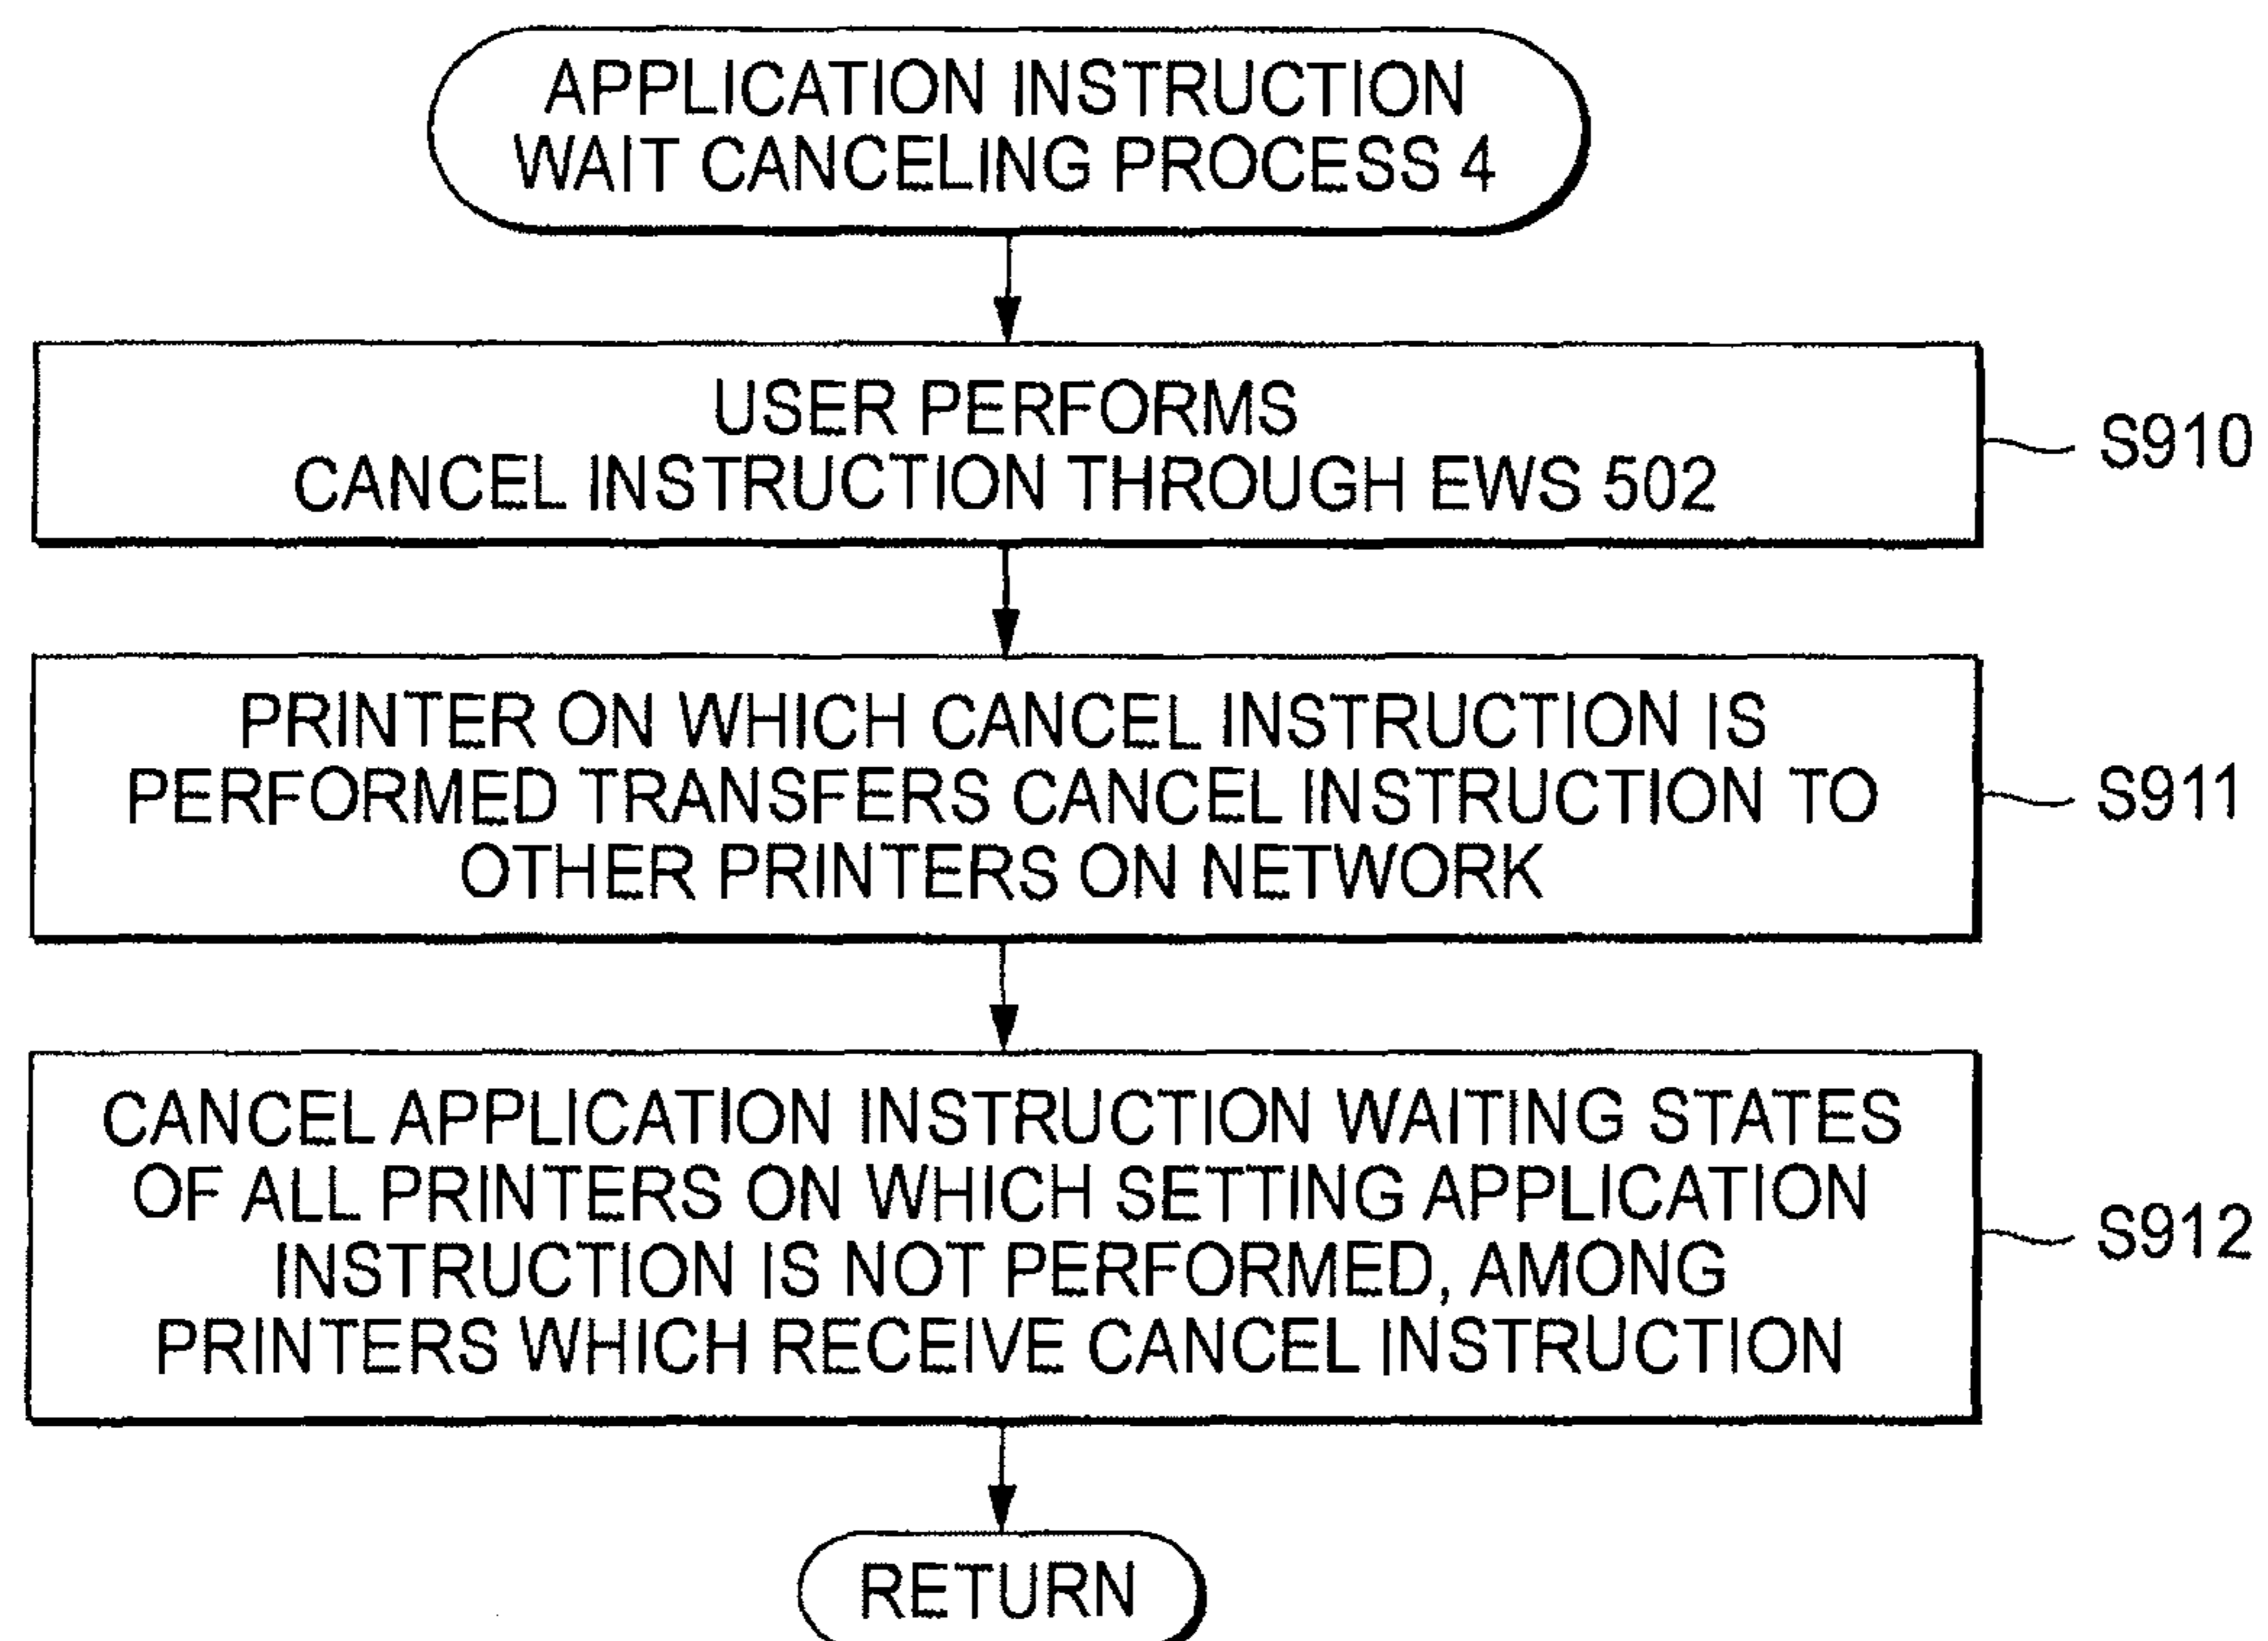 APPLICATION INSTRUCTION
WAIT CANCELING PROCESS 4
USER PERFORMS
CANCEL INSTRUCTION THROUGH EWS 502
S910
PRINTER ON WHICH CANCEL INSTRUCTION IS
PERFORMED TRANSFERS CANCEL INSTRUCTION TO
OTHER PRINTERS ON NETWORK
S911
CANCEL APPLICATION INSTRUCTION WAITING STATES
OF ALL PRINTERS ON WHICH SETTING APPLICATION
INSTRUCTION IS NOT PERFORMED, AMONG
PRINTERS WHICH RECEIVE CANCEL INSTRUCTION
S912
RETURN